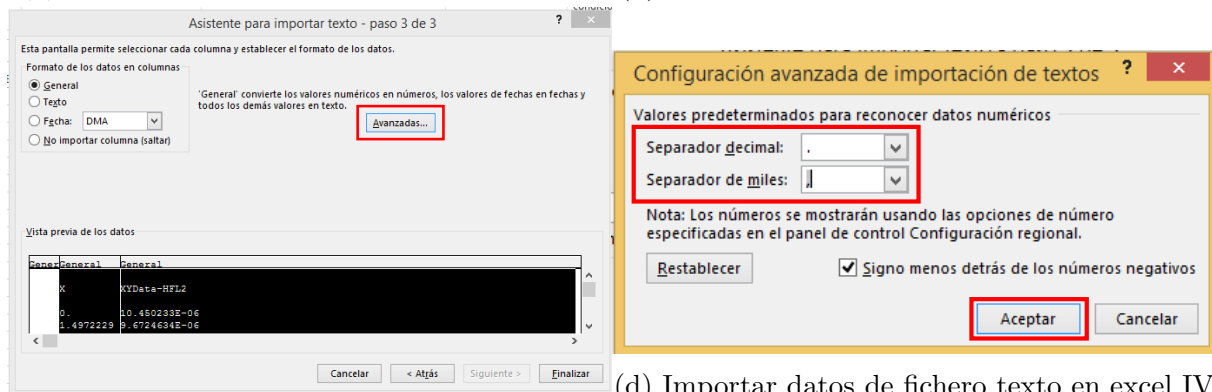 Asistente para importar texto - paso 3 de 3 ? ×
Esta pantalla permite seleccionar cada columna y establecer el formato de los datos.
Formato de los datos en columnas
General
Texto
Fecha: DMA
No importar columna (saltar)
'General' convierte los valores numéricos en números, los valores de fechas en fechas y
todos los demás valores en texto.
Avanzadas...
Vista previa de los datos
GenerGeneral General
X XYData-HFL2
0. 10.450233E-06
1.4972229 9.6724634E-06
Cancelar < Atrás Siguiente > Finalizar
Configuración avanzada de importación de textos ? ×
Valores predeterminados para reconocer datos numéricos
Separador decimal: .
Separador de miles: ,
Nota: Los números se mostrarán usando las opciones de número
especificadas en el panel de control Configuración regional.
Restablecer
Signo menos detrás de los números negativos
Aceptar Cancelar
(d) Importar datos de fichero texto en excel IV